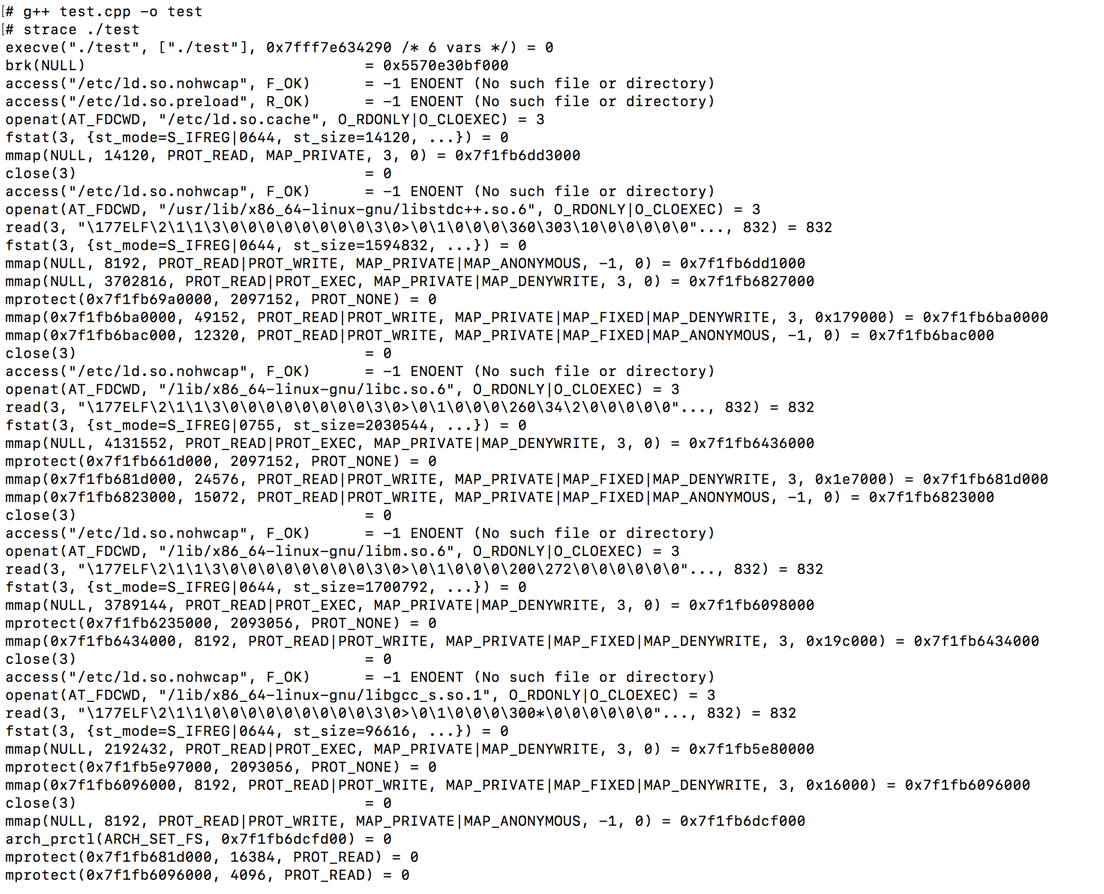 [# g++ test.cpp -o test
[# strace ./test
execve("./test", ["./test"], 0x7fff7e634290 /* 6 vars */) = 0
brk(NULL)                               = 0x5570e30bf000
access("/etc/ld.so.nohwcap", F_OK)      = -1 ENOENT (No such file or directory)
access("/etc/ld.so.preload", R_OK)      = -1 ENOENT (No such file or directory)
openat(AT_FDCWD, "/etc/ld.so.cache", O_RDONLY|O_CLOEXEC) = 3
fstat(3, {st_mode=S_IFREG|0644, st_size=14120, ...}) = 0
mmap(NULL, 14120, PROT_READ, MAP_PRIVATE, 3, 0) = 0x7f1fb6dd3000
close(3)                                = 0
access("/etc/ld.so.nohwcap", F_OK)      = -1 ENOENT (No such file or directory)
openat(AT_FDCWD, "/usr/lib/x86_64-linux-gnu/libstdc++.so.6", O_RDONLY|O_CLOEXEC) = 3
read(3, "\177ELF\2\1\1\3\0\0\0\0\0\0\0\0\3\0>\0\1\0\0\0\360\303\10\0\0\0\0\0"..., 832) = 832
fstat(3, {st_mode=S_IFREG|0644, st_size=1594832, ...}) = 0
mmap(NULL, 8192, PROT_READ|PROT_WRITE, MAP_PRIVATE|MAP_ANONYMOUS, -1, 0) = 0x7f1fb6dd1000
mmap(NULL, 3702816, PROT_READ|PROT_EXEC, MAP_PRIVATE|MAP_DENYWRITE, 3, 0) = 0x7f1fb6827000
mprotect(0x7f1fb69a0000, 2097152, PROT_NONE) = 0
mmap(0x7f1fb6ba0000, 49152, PROT_READ|PROT_WRITE, MAP_PRIVATE|MAP_FIXED|MAP_DENYWRITE, 3, 0x179000) = 0x7f1fb6ba0000
mmap(0x7f1fb6bac000, 12320, PROT_READ|PROT_WRITE, MAP_PRIVATE|MAP_FIXED|MAP_ANONYMOUS, -1, 0) = 0x7f1fb6bac000
close(3)                                = 0
access("/etc/ld.so.nohwcap", F_OK)      = -1 ENOENT (No such file or directory)
openat(AT_FDCWD, "/lib/x86_64-linux-gnu/libc.so.6", O_RDONLY|O_CLOEXEC) = 3
read(3, "\177ELF\2\1\1\3\0\0\0\0\0\0\0\0\3\0>\0\1\0\0\0\260\34\2\0\0\0\0\0"..., 832) = 832
fstat(3, {st_mode=S_IFREG|0755, st_size=2030544, ...}) = 0
mmap(NULL, 4131552, PROT_READ|PROT_EXEC, MAP_PRIVATE|MAP_DENYWRITE, 3, 0) = 0x7f1fb6436000
mprotect(0x7f1fb661d000, 2097152, PROT_NONE) = 0
mmap(0x7f1fb681d000, 24576, PROT_READ|PROT_WRITE, MAP_PRIVATE|MAP_FIXED|MAP_DENYWRITE, 3, 0x1e7000) = 0x7f1fb681d000
mmap(0x7f1fb6823000, 15072, PROT_READ|PROT_WRITE, MAP_PRIVATE|MAP_FIXED|MAP_ANONYMOUS, -1, 0) = 0x7f1fb6823000
close(3)                                = 0
access("/etc/ld.so.nohwcap", F_OK)      = -1 ENOENT (No such file or directory)
openat(AT_FDCWD, "/lib/x86_64-linux-gnu/libm.so.6", O_RDONLY|O_CLOEXEC) = 3
read(3, "\177ELF\2\1\1\3\0\0\0\0\0\0\0\0\3\0>\0\1\0\0\0\200\272\0\0\0\0\0\0"..., 832) = 832
fstat(3, {st_mode=S_IFREG|0644, st_size=1700792, ...}) = 0
mmap(NULL, 3789144, PROT_READ|PROT_EXEC, MAP_PRIVATE|MAP_DENYWRITE, 3, 0) = 0x7f1fb6098000
mprotect(0x7f1fb6235000, 2093056, PROT_NONE) = 0
mmap(0x7f1fb6434000, 8192, PROT_READ|PROT_WRITE, MAP_PRIVATE|MAP_FIXED|MAP_DENYWRITE, 3, 0x19c000) = 0x7f1fb6434000
close(3)                                = 0
access("/etc/ld.so.nohwcap", F_OK)      = -1 ENOENT (No such file or directory)
openat(AT_FDCWD, "/lib/x86_64-linux-gnu/libgcc_s.so.1", O_RDONLY|O_CLOEXEC) = 3
read(3, "\177ELF\2\1\1\0\0\0\0\0\0\0\0\0\3\0>\0\1\0\0\0\300*\0\0\0\0\0\0"..., 832) = 832
fstat(3, {st_mode=S_IFREG|0644, st_size=96616, ...}) = 0
mmap(NULL, 2192432, PROT_READ|PROT_EXEC, MAP_PRIVATE|MAP_DENYWRITE, 3, 0) = 0x7f1fb5e80000
mprotect(0x7f1fb5e97000, 2093056, PROT_NONE) = 0
mmap(0x7f1fb6096000, 8192, PROT_READ|PROT_WRITE, MAP_PRIVATE|MAP_FIXED|MAP_DENYWRITE, 3, 0x16000) = 0x7f1fb6096000
close(3)                                = 0
mmap(NULL, 8192, PROT_READ|PROT_WRITE, MAP_PRIVATE|MAP_ANONYMOUS, -1, 0) = 0x7f1fb6dcf000
arch_prctl(ARCH_SET_FS, 0x7f1fb6dcfd00) = 0
mprotect(0x7f1fb681d000, 16384, PROT_READ) = 0
mprotect(0x7f1fb6096000, 4096, PROT_READ) = 0